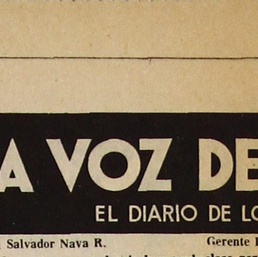 A VOZ DE
EL DIARIO DE LO
Salvador Nava R. Gerente